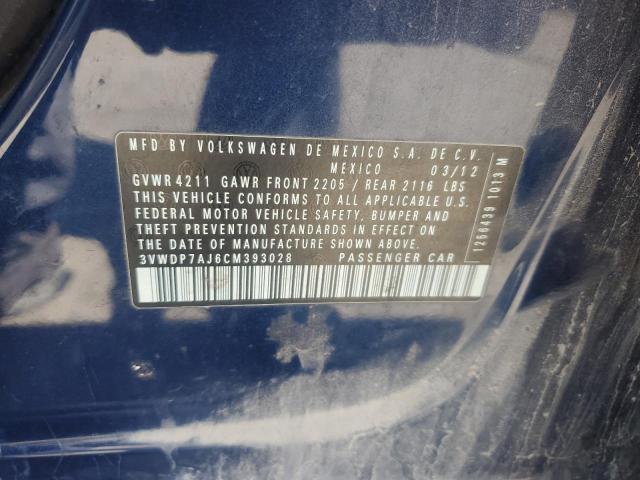 MFD BY VOLKSWAGEN DE MEXICO S.A. DE C.V.
MEXICO 03/12
GVWR 4211 GAWR FRONT 2205 / REAR 2116 LBS
THIS VEHICLE CONFORMS TO ALL APPLICABLE U.S.
FEDERAL MOTOR VEHICLE SAFETY, BUMPER AND
THEFT PREVENTION STANDARDS IN EFFECT ON
THE DATE OF MANUFACTURE SHOWN ABOVE.
3VWDP7AJ6CM393028 PASSENGER CAR
1256439 1013 M